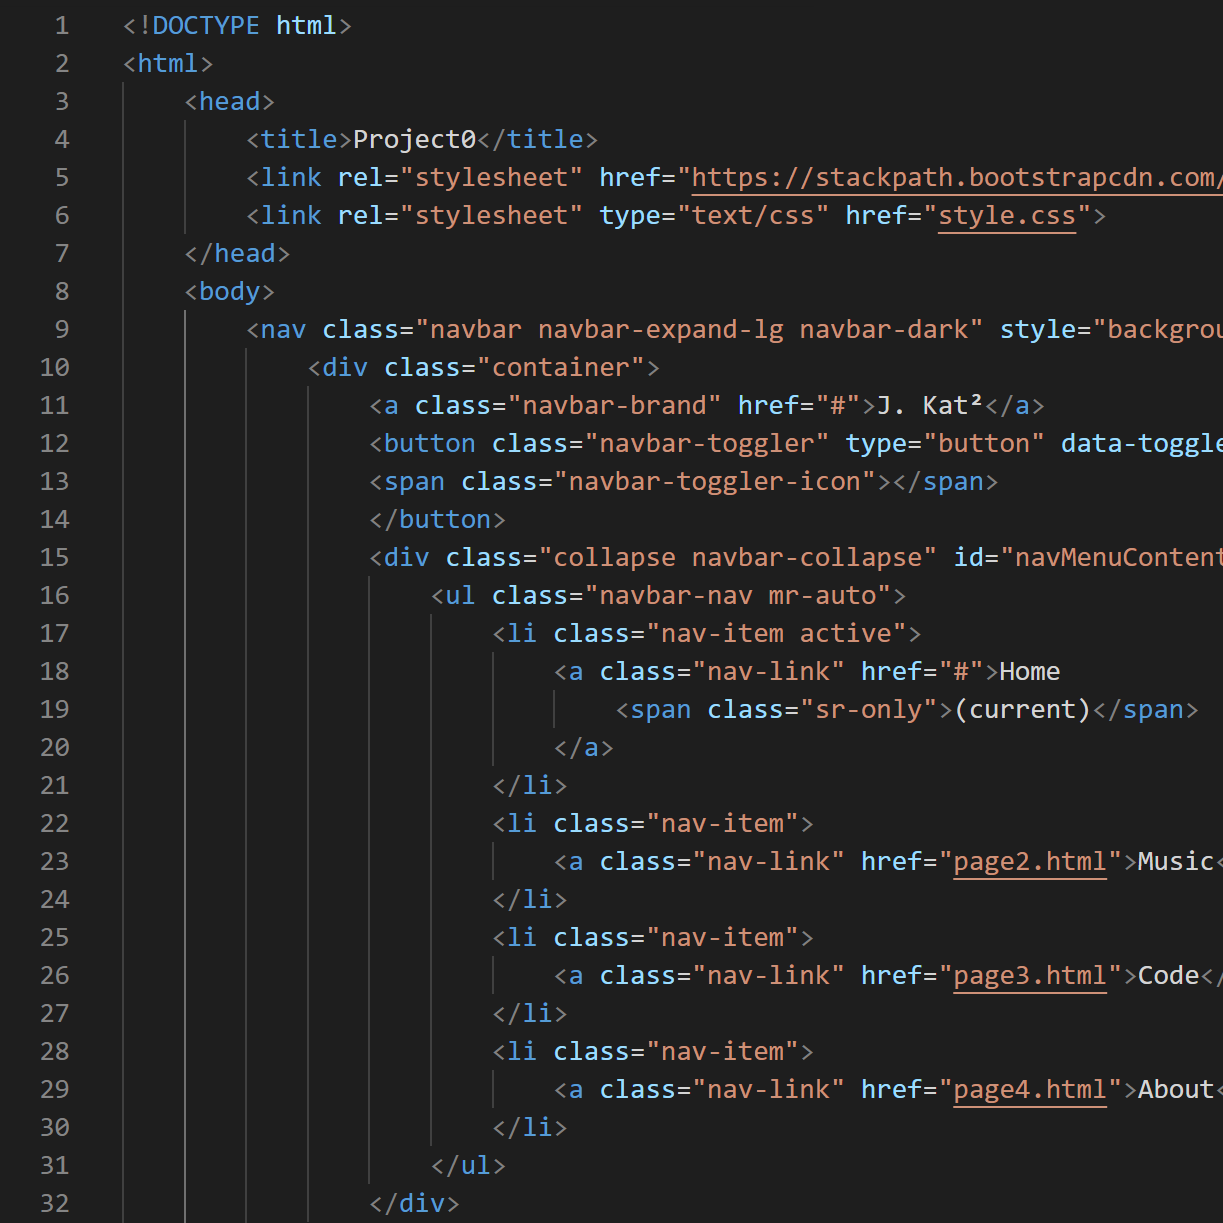 1 <!DOCTYPE html>
2 <html>
3 <head>
4 <title>Project0</title>
5 <link rel="stylesheet" href="https://stackpath.bootstrapcdn.com/
6 <link rel="stylesheet" type="text/css" href="style.css">
7 </head>
8 <body>
9 <nav class="navbar navbar-expand-lg navbar-dark" style="backgrou
10 <div class="container">
11 <a class="navbar-brand" href="#">J. Kat²</a>
12 <button class="navbar-toggler" type="button" data-toggle
13 <span class="navbar-toggler-icon"></span>
14 </button>
15 <div class="collapse navbar-collapse" id="navMenuContent
16 <ul class="navbar-nav mr-auto">
17 <li class="nav-item active">
18 <a class="nav-link" href="#">Home
19 <span class="sr-only">(current)</span>
20 </a>
21 </li>
22 <li class="nav-item">
23 <a class="nav-link" href="page2.html">Music<
24 </li>
25 <li class="nav-item">
26 <a class="nav-link" href="page3.html">Code</
27 </li>
28 <li class="nav-item">
29 <a class="nav-link" href="page4.html">About<
30 </li>
31 </ul>
32 </div>